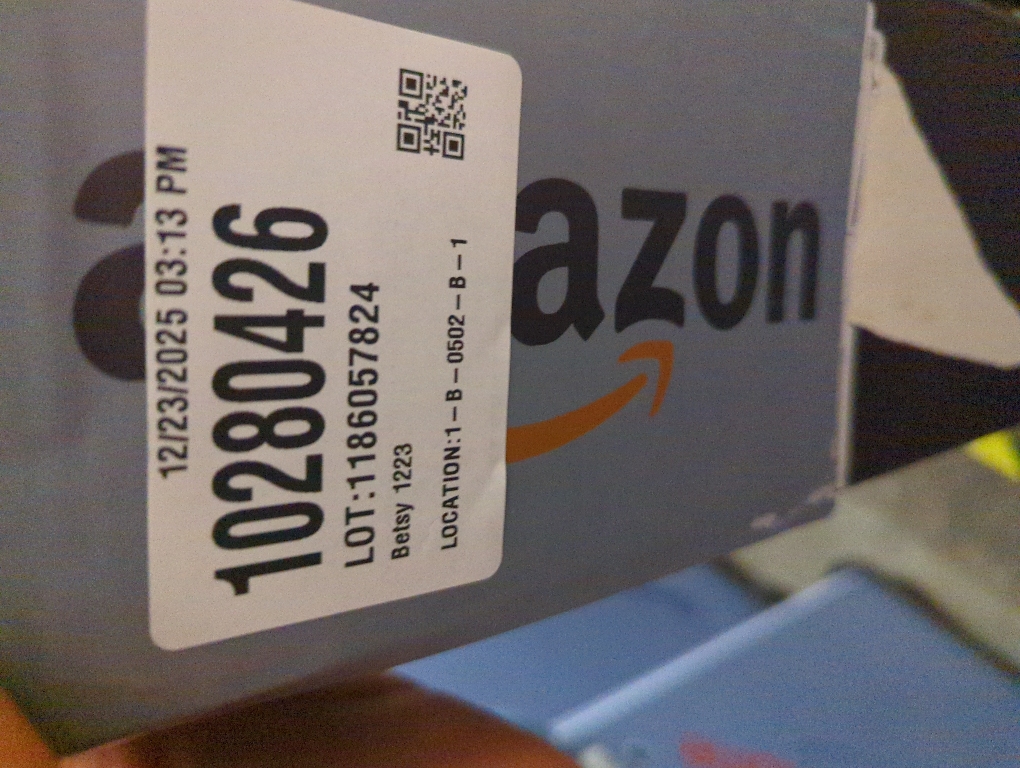 12/23/2025 03:13 PM
10280426
LOT:1186057824
Betsy 1223
LOCATION:1-B-0502-B-1
a
azon